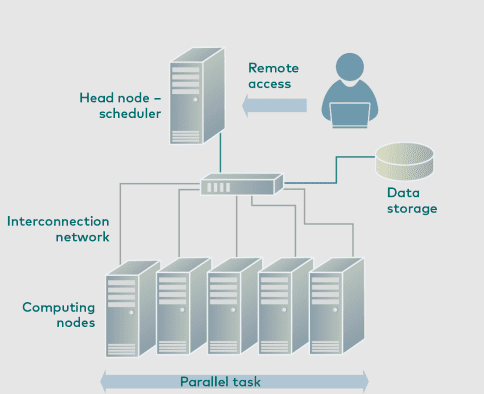 Remote
access
Head node –
scheduler
Data
storage
Interconnection
network
Computing
nodes
Parallel task